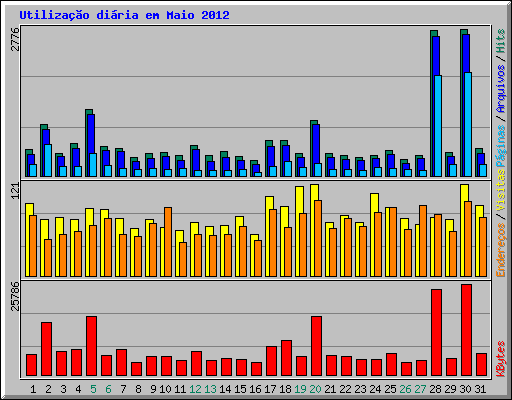 Utilização diária em Maio 2012
2776
121
25786
Endereços / Visitas Páginas / Arquivos / Hits
KBytes
1 2 3 4 5 6 7 8 9 10 11 12 13 14 15 16 17 18 19 20 21 22 23 24 25 26 27 28 29 30 31